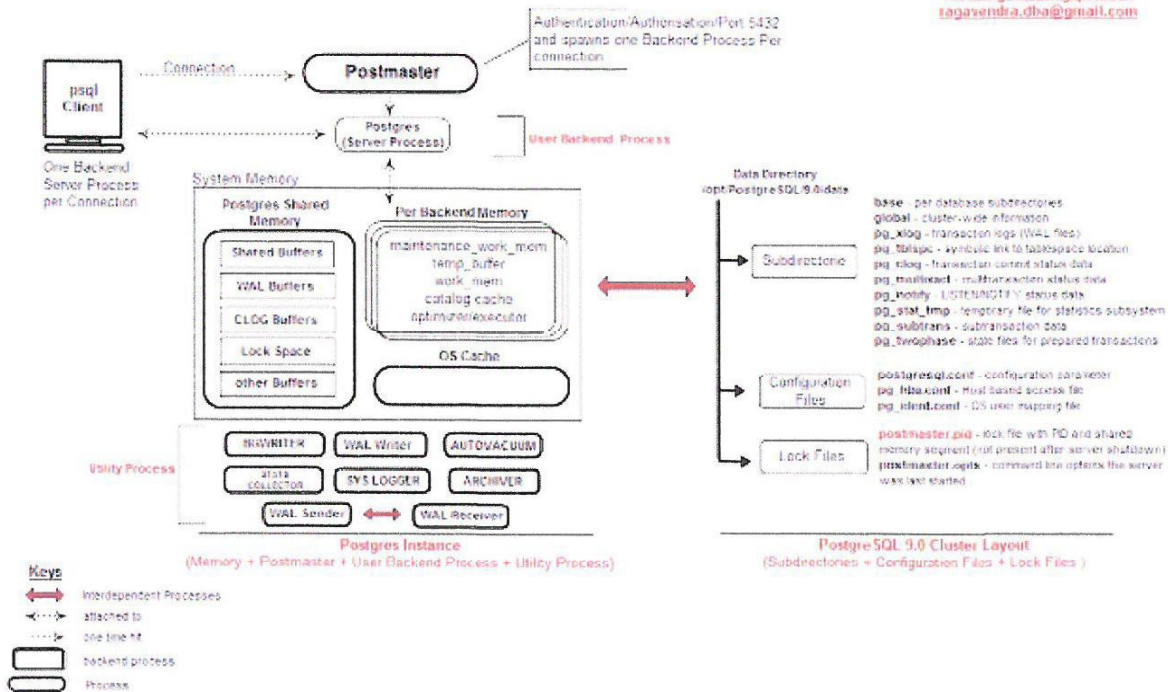 ragavendra.dba@gmail.com
Authentication/Authorisation/Port 5432
and spawns one Backend Process Per
connection
Connection
Postmaster
psql
Client
Postgres
(Server Process)
User Backend Process
One Backend
Server Process
per Connection
System Memory
Postgres Shared
Memory
Shared Buffers
WAL Buffers
CLOG Buffers
Lock Space
other Buffers
Per Backend Memory
maintenance_work_mem
temp_buffer
work_mem
catalog cache
optimizer/executor
OS Cache
Utility Process
BGWRITER
WAL Writer
AUTOVACUUM
STATS
COLLECTOR
SYS LOGGER
ARCHIVER
WAL Sender
WAL Receiver
Postgres Instance
(Memory + Postmaster + User Backend Process + Utility Process)
Data Directory
/opt/PostgreSQL/9.0/data
Subdirectorie
base - per database subdirectories
global - cluster-wide information
pg_xlog - transaction logs (WAL files)
pg_tblspc - symbolic link to tablespace location
pg_clog - transaction commit status data
pg_multixact - multitransaction status data
pg_notify - LISTEN/NOTIFY status data
pg_stat_tmp - temporary file for statistics subsystem
pg_subtrans - subtransaction data
pg_twophase - state files for prepared transactions
Configuration
Files
postgresql.conf - configuration parameter
pg_hba.conf - Host based access file
pg_ident.conf - OS user mapping file
Lock Files
postmaster.pid - lock file with PID and shared
memory segment (not present after server shutdown)
postmaster.opts - command line options the server
was last started
PostgreSQL 9.0 Cluster Layout
(Subdirectories + Configuration Files + Lock Files )
Keys
Interdependent Processes
attached to
one time hit
backend process
Process